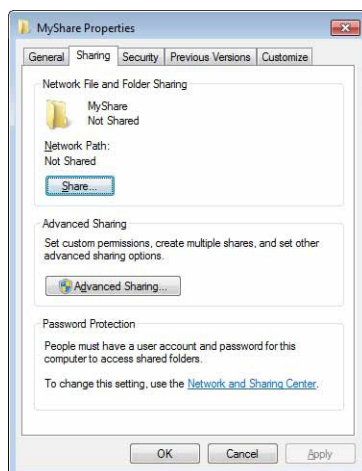 MyShare Properties
General Sharing Security Previous Versions Customize
Network File and Folder Sharing
MyShare
Not Shared
Network Path:
Not Shared
Share...
Advanced Sharing
Set custom permissions, create multiple shares, and set other
advanced sharing options.
Advanced Sharing...
Password Protection
People must have a user account and password for this
computer to access shared folders.
To change this setting, use the Network and Sharing Center.
OK Cancel Apply